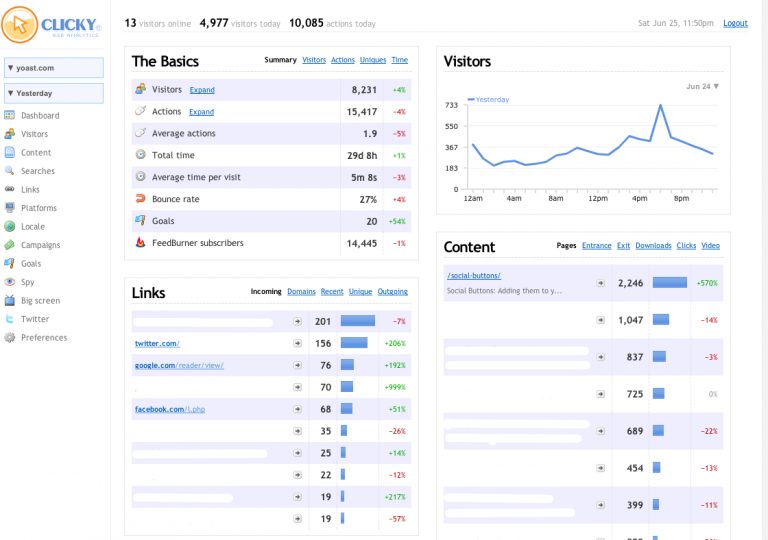 CLICKY
WEB ANALYTICS
13 visitors online 4,977 visitors today 10,085 actions today
Sat Jun 25, 11:50pm Logout
▼ yoast.com
▼ Yesterday
Dashboard
Visitors
Content
Searches
Links
Platforms
Locale
Campaigns
Goals
Spy
Big screen
Twitter
Preferences
The Basics
Summary Visitors Actions Uniques Time
Visitors Expand 8,231 +4%
Actions Expand 15,417 -4%
Average actions 1.9 -5%
Total time 29d 8h +1%
Average time per visit 5m 8s -3%
Bounce rate 27% +4%
Goals 20 +54%
FeedBurner subscribers 14,445 -1%
Links
Incoming Domains Recent Unique Outgoing
201 -7%
twitter.com/ 156 +206%
google.com/reader/view/ 76 +192%
70 +999%
facebook.com/l.php 68 +51%
35 -26%
25 +14%
22 -12%
19 +217%
19 -57%
Visitors
Jun 24 ▼
Yesterday
733
550
367
183
0
12am 4am 8am 12pm 4pm 8pm
Content
Pages Entrance Exit Downloads Clicks Video
/social-buttons/ 2,246 +570%
Social Buttons: Adding them to y...
1,047 -14%
837 -3%
725 0%
689 -22%
454 -13%
399 -11%